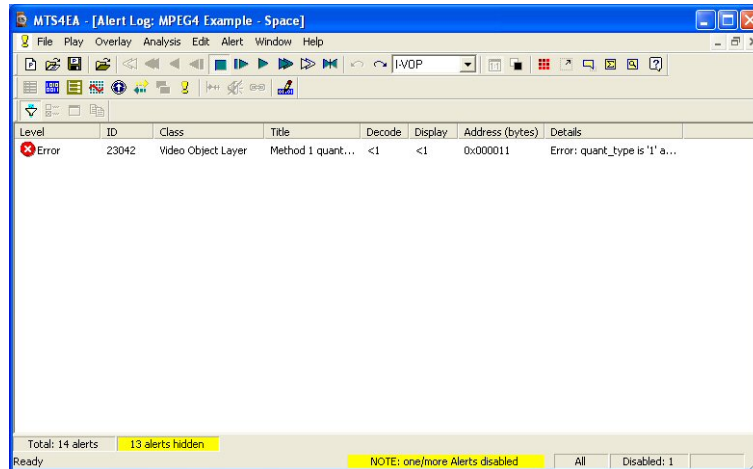 MTS4EA - [Alert Log: MPEG4 Example - Space]
File Play Overlay Analysis Edit Alert Window Help
I-VOP
Level ID Class Title Decode Display Address (bytes) Details
Error 23042 Video Object Layer Method 1 quant... <1 <1 0x000011 Error: quant_type is '1' a...
Total: 14 alerts 13 alerts hidden
Ready NOTE: one/more Alerts disabled All Disabled: 1